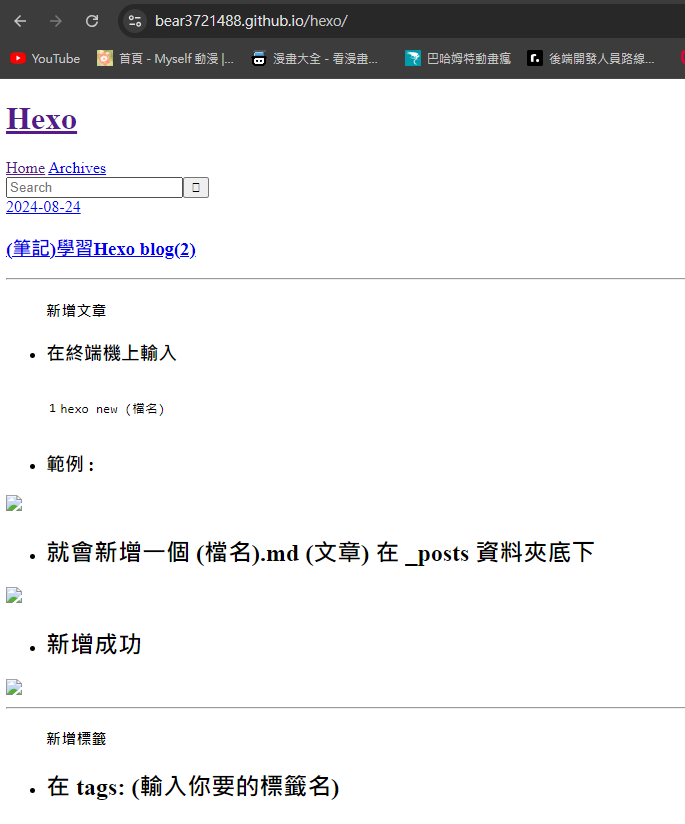 bear3721488.github.io/hexo/
YouTube 首頁 - Myself 動漫 |... 漫畫大全 - 看漫畫... 巴哈姆特動畫瘋 r. 後端開發人員路線...
Hexo
Home Archives
Search
2024-08-24
(筆記)學習Hexo blog(2)
新增文章
在終端機上輸入
1 hexo new (檔名)
範例 :
就會新增一個 (檔名).md (文章) 在 _posts 資料夾底下
新增成功
新增標籤
在 tags: (輸入你要的標籤名)